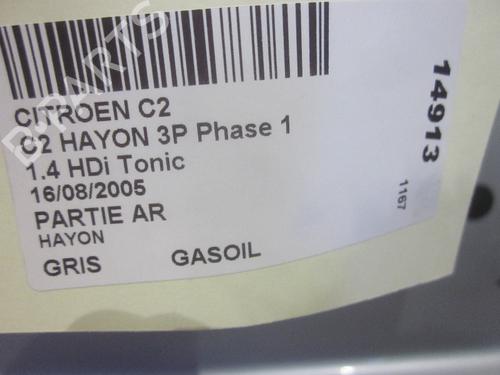 CITROEN C2
C2 HAYON 3P Phase 1
1.4 HDi Tonic
16/08/2005
PARTIE AR
HAYON
GRIS GASOIL
14913
1167
B-PARTS